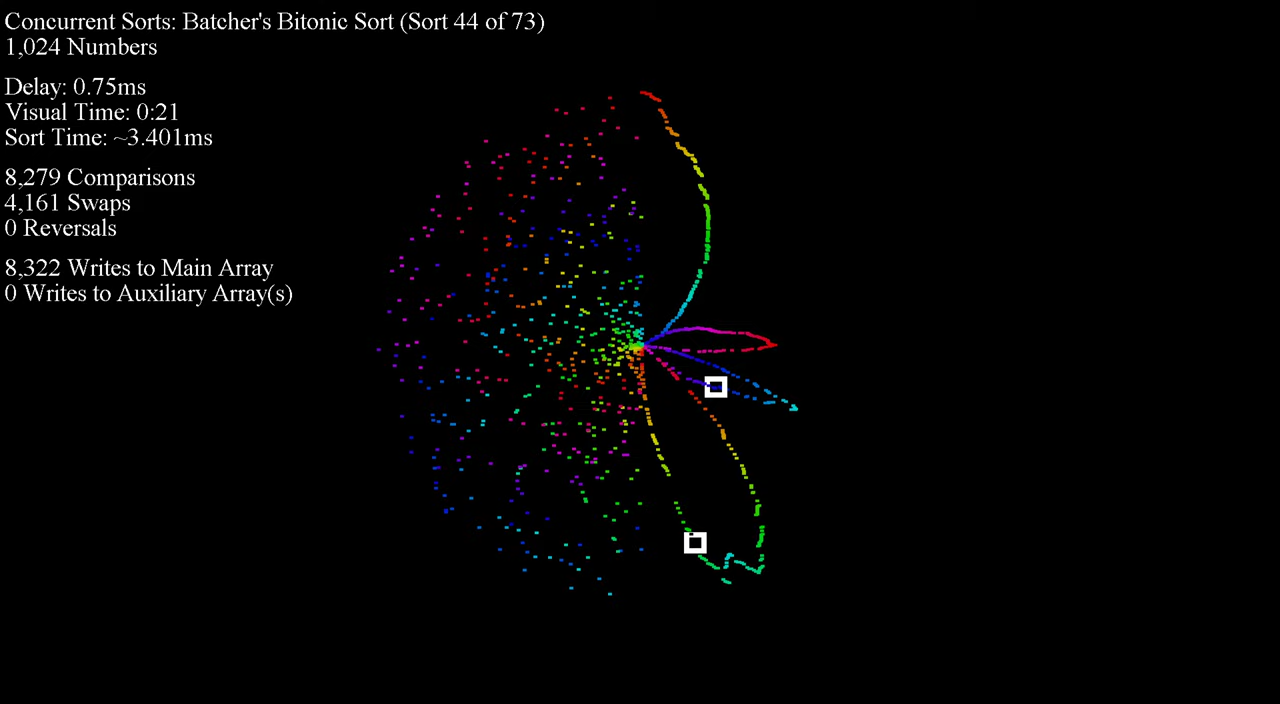 Concurrent Sorts: Batcher's Bitonic Sort (Sort 44 of 73)
1,024 Numbers
Delay: 0.75ms
Visual Time: 0:21
Sort Time: ~3.401ms
8,279 Comparisons
4,161 Swaps
0 Reversals
8,322 Writes to Main Array
0 Writes to Auxiliary Array(s)